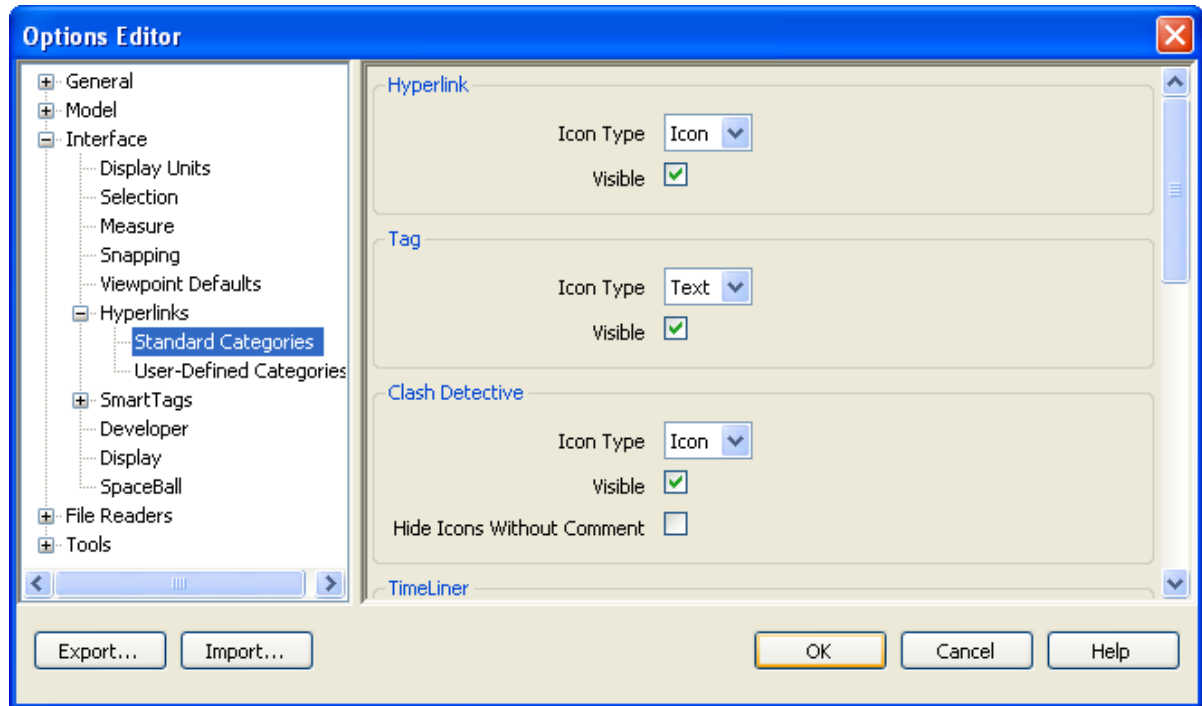 Options Editor
General
Model
Interface
Display Units
Selection
Measure
Snapping
Viewpoint Defaults
Hyperlinks
Standard Categories
User-Defined Categories
SmartTags
Developer
Display
SpaceBall
File Readers
Tools
Hyperlink
Icon Type Icon
Visible
Tag
Icon Type Text
Visible
Clash Detective
Icon Type Icon
Visible
Hide Icons Without Comment
TimeLiner
Export... Import... OK Cancel Help